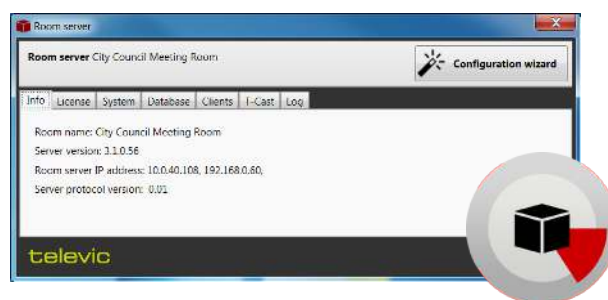 Room server
Room server City Council Meeting Room
Configuration wizard
Info License System Database Clients T-Cast Log
Room name: City Council Meeting Room
Server version: 3.1.0.56
Room server IP address: 10.0.40.108, 192.168.0.60,
Server protocol version: 0.01
televic